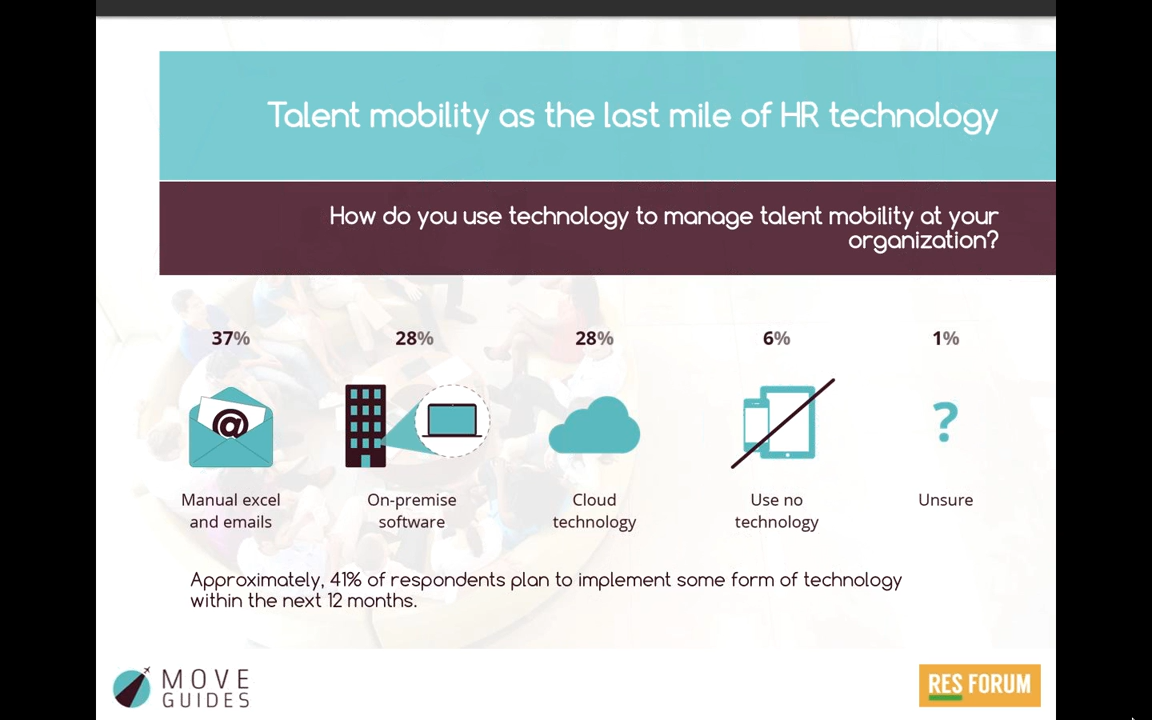 Talent mobility as the last mile of HR technology
How do you use technology to manage talent mobility at your
organization?
37% 28% 28% 6% 1%
@ ?
Manual excel On-premise Cloud Use no Unsure
and emails software technology technology
Approximately, 41% of respondents plan to implement some form of technology
within the next 12 months.
MOVE
GUIDES
RES FORUM